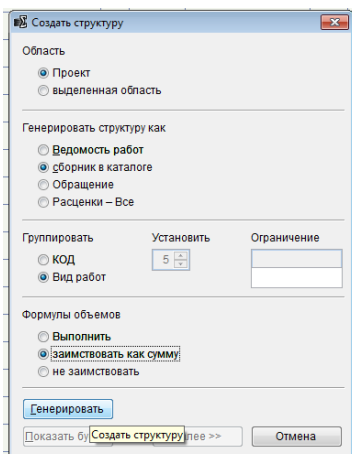 Создать структуру
Область
Проект
выделенная область
Генерировать структуру как
Ведомость работ
сборник в каталоге
Обращение
Расценки – Все
Группировать Установить Ограничение
КОД 5
Вид работ
Формулы объемов
Выполнить
заимствовать как сумму
не заимствовать
Генерировать
Показать Создать структуру >> Отмена